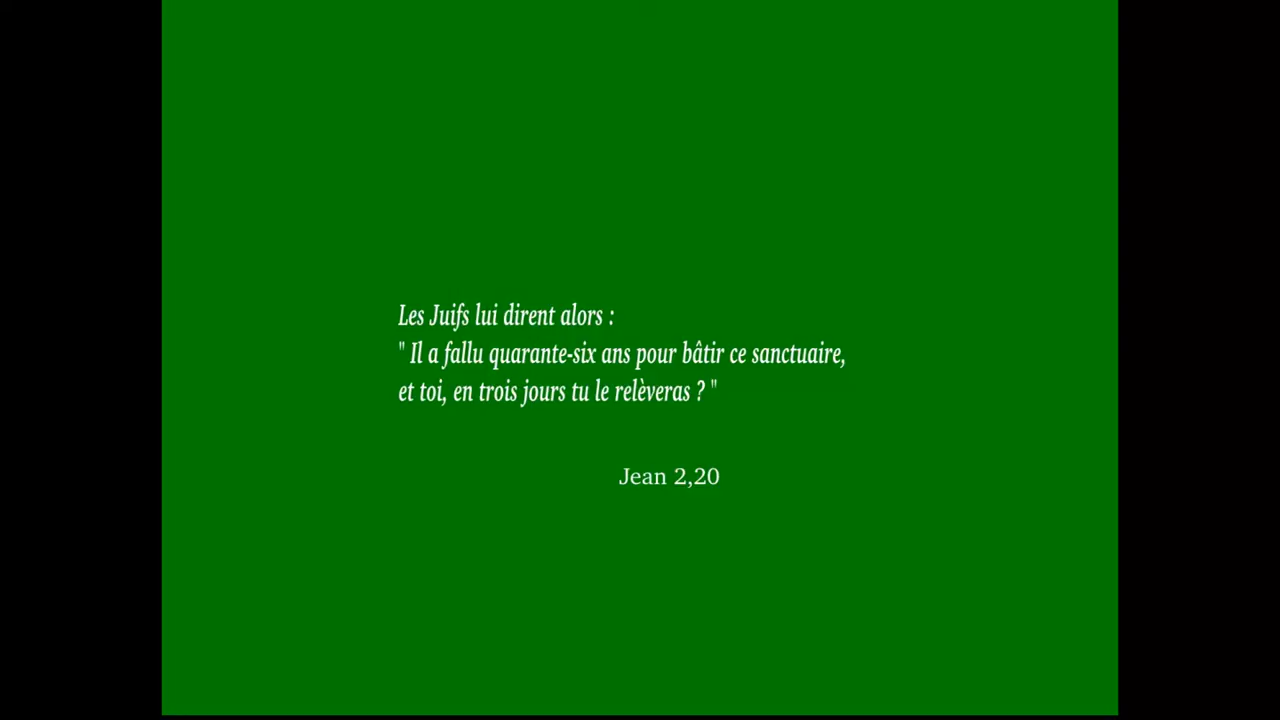 Les Juifs lui dirent alors :
" Il a fallu quarante-six ans pour bâtir ce sanctuaire,
et toi, en trois jours tu le relèveras ? "
Jean 2,20